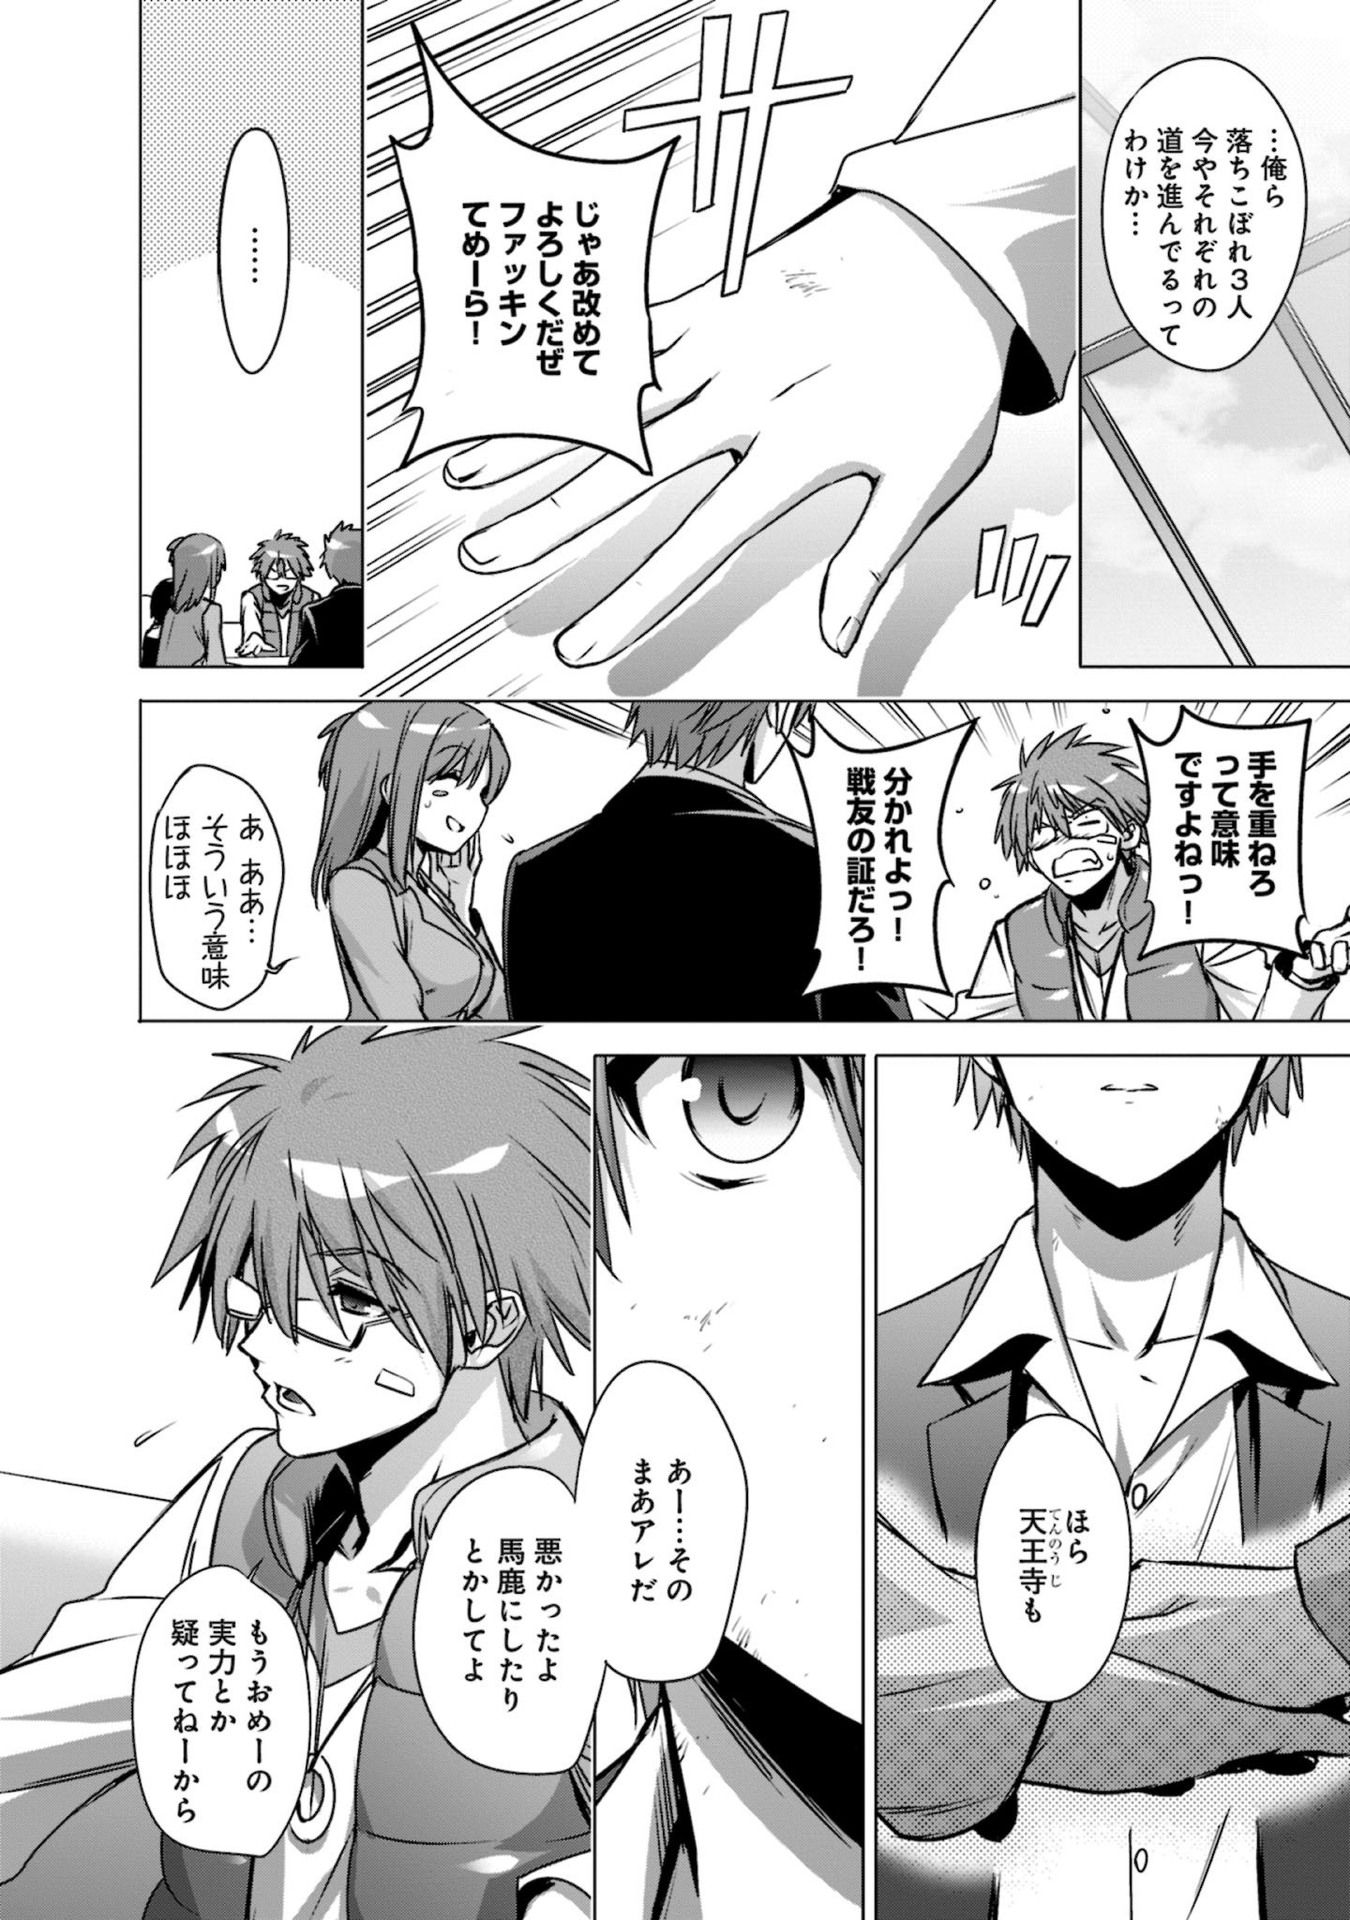 …俺ら
落ちこぼれ3人
今やそれぞれの
道を進んでるって
わけか…
サッ
じゃあ改めて
よろしくだぜ
ファッキン
てめーら！
……
手を重ねろ
って意味
ですよねっ！
分かれよっ！
戦友の証だろ！
あ ああ…
そういう意味
ほほほ
ほら
天王寺も
てんのうじ
あー…その
まあアレだ
悪かったよ
馬鹿にしたり
とかしてよ
もうおめーの
実力とか
疑ってねーから